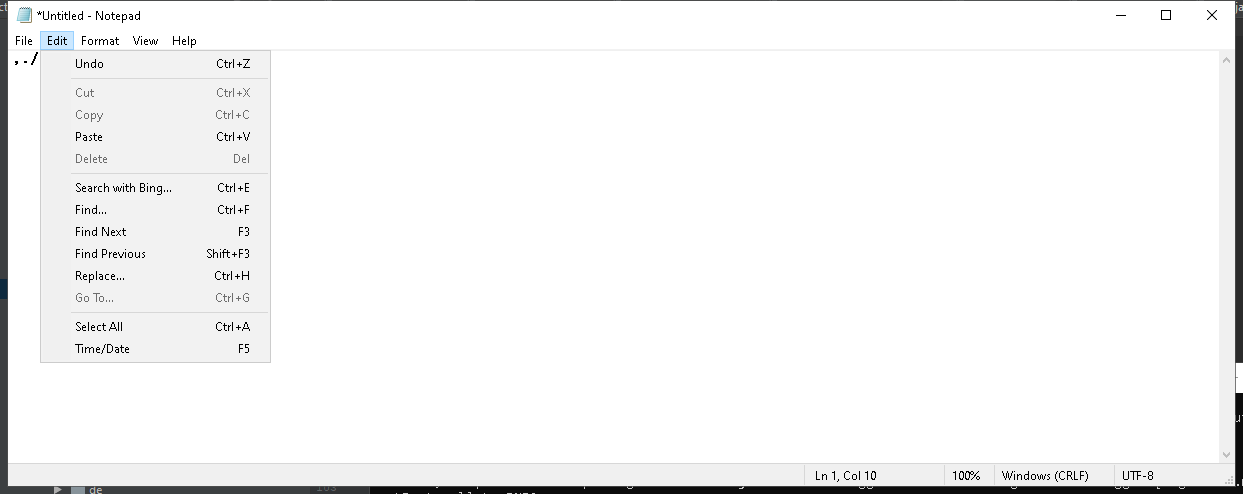 *Untitled - Notepad
File Edit Format View Help
,./
Undo Ctrl+Z
Cut Ctrl+X
Copy Ctrl+C
Paste Ctrl+V
Delete Del
Search with Bing... Ctrl+E
Find... Ctrl+F
Find Next F3
Find Previous Shift+F3
Replace... Ctrl+H
Go To... Ctrl+G
Select All Ctrl+A
Time/Date F5
Ln 1, Col 10 100% Windows (CRLF) UTF-8
de